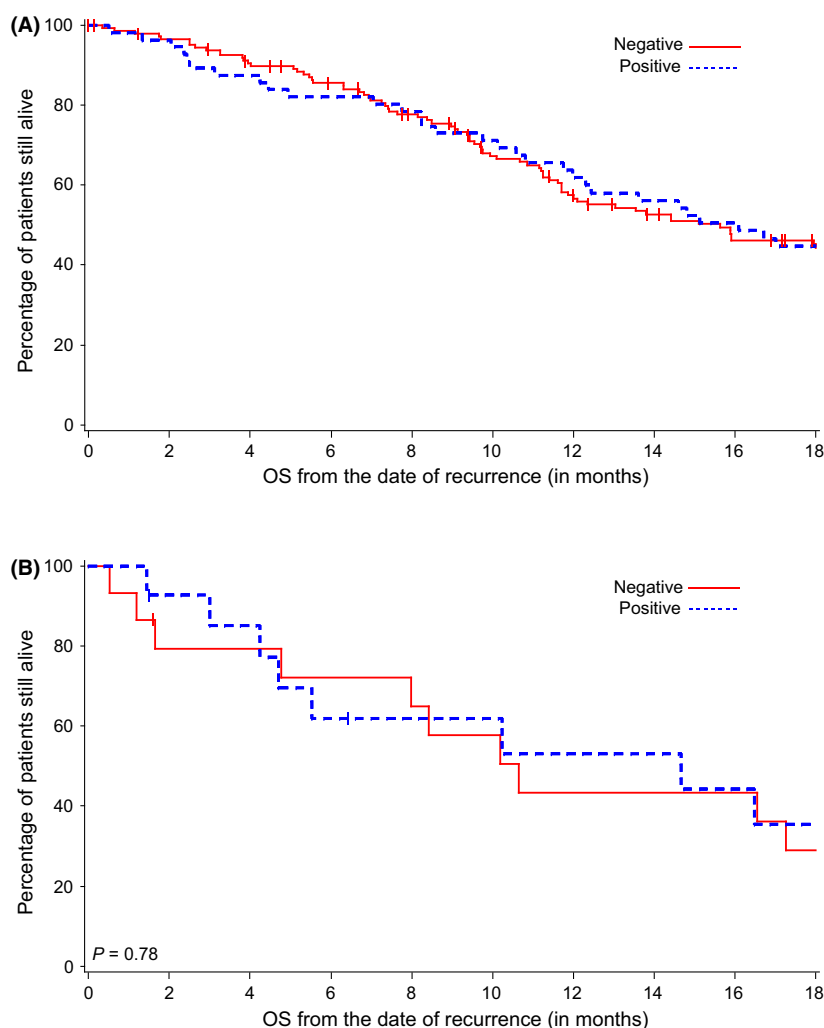 (A)
100
80
60
40
20
0
Percentage of patients still alive
Negative
Positive
0 2 4 6 8 10 12 14 16 18
OS from the date of recurrence (in months)
(B)
100
80
60
40
20
0
Percentage of patients still alive
Negative
Positive
P = 0.78
0 2 4 6 8 10 12 14 16 18
OS from the date of recurrence (in months)